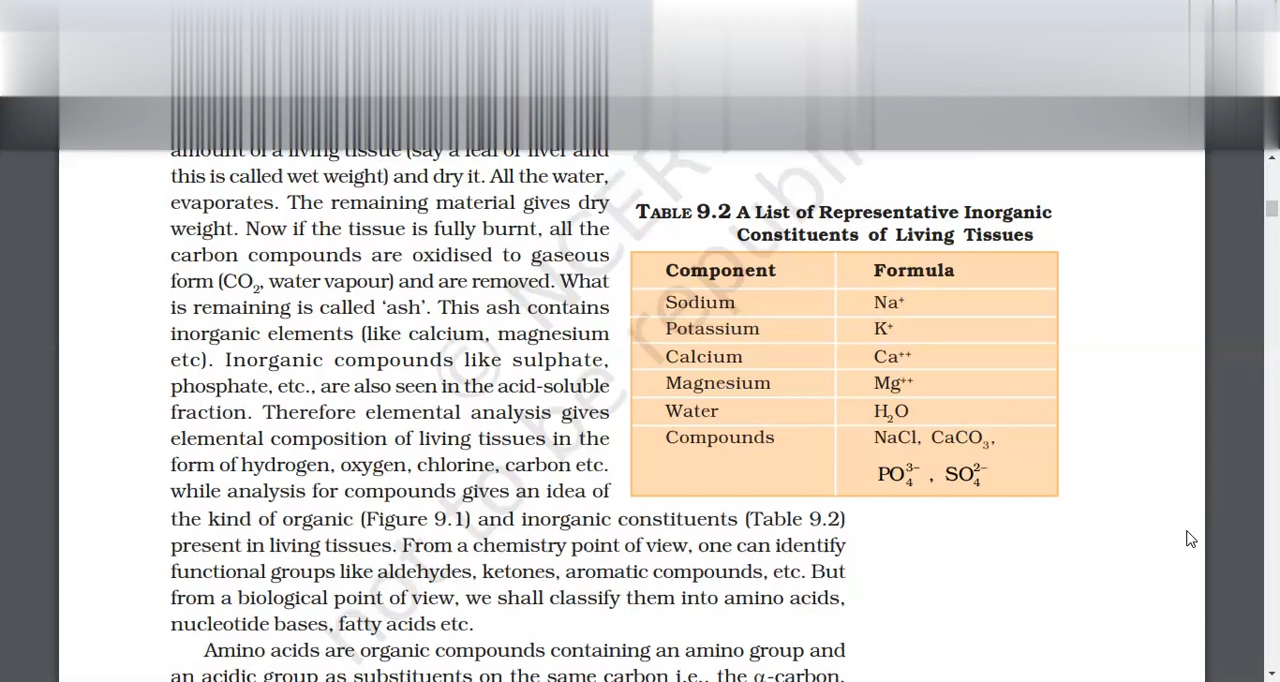 amount of a living tissue (say a leaf or liver and
this is called wet weight) and dry it. All the water,
evaporates. The remaining material gives dry
weight. Now if the tissue is fully burnt, all the
carbon compounds are oxidised to gaseous
form (CO₂, water vapour) and are removed. What
is remaining is called ‘ash’. This ash contains
inorganic elements (like calcium, magnesium
etc). Inorganic compounds like sulphate,
phosphate, etc., are also seen in the acid-soluble
fraction. Therefore elemental analysis gives
elemental composition of living tissues in the
form of hydrogen, oxygen, chlorine, carbon etc.
while analysis for compounds gives an idea of
the kind of organic (Figure 9.1) and inorganic constituents (Table 9.2)
present in living tissues. From a chemistry point of view, one can identify
functional groups like aldehydes, ketones, aromatic compounds, etc. But
from a biological point of view, we shall classify them into amino acids,
nucleotide bases, fatty acids etc.
Amino acids are organic compounds containing an amino group and
an acidic group as substituents on the same carbon i.e., the α-carbon.
TABLE 9.2 A List of Representative Inorganic
Constituents of Living Tissues
Component Formula
Sodium Na⁺
Potassium K⁺
Calcium Ca⁺⁺
Magnesium Mg⁺⁺
Water H₂O
Compounds NaCl, CaCO₃,
PO₄³⁻ , SO₄²⁻
© NCERT
not to be republi